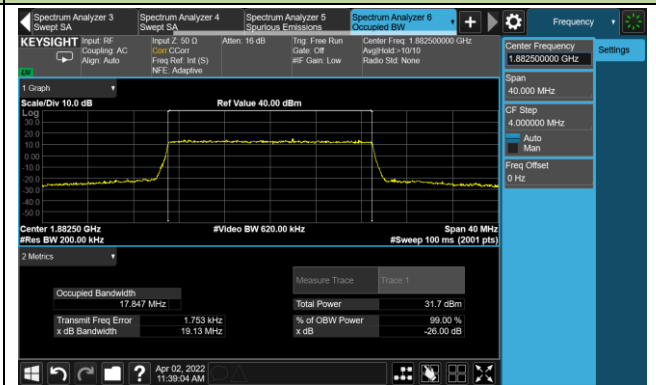 Spectrum Analyzer 3
Swept SA
Spectrum Analyzer 4
Swept SA
Spectrum Analyzer 5
Spurious Emissions
Spectrum Analyzer 6
Occupied BW
Frequency
KEYSIGHT
Input: RF
Coupling: AC
Align: Auto
Input Z: 50 Ω
Corr CCorr
Freq Ref: Int (S)
NFE: Adaptive
Atten: 16 dB
Trig: Free Run
Gate: Off
#IF Gain: Low
Center Freq: 1.882500000 GHz
Avg|Hold:>10/10
Radio Std: None
Center Frequency
1.882500000 GHz
Settings
Span
40.000 MHz
CF Step
4.000000 MHz
Auto
Man
Freq Offset
0 Hz
1 Graph
Scale/Div 10.0 dB
Ref Value 40.00 dBm
Log
30.0
20.0
10.0
0.00
-10.0
-20.0
-30.0
-40.0
-50.0
Center 1.88250 GHz
#Res BW 200.00 kHz
#Video BW 620.00 kHz
Span 40 MHz
#Sweep 100 ms (2001 pts)
2 Metrics
Measure Trace
Trace 1
Occupied Bandwidth
17.847 MHz
Total Power
31.7 dBm
Transmit Freq Error
1.753 kHz
% of OBW Power
99.00 %
x dB Bandwidth
19.13 MHz
x dB
-26.00 dB
Apr 02, 2022
11:39:04 AM